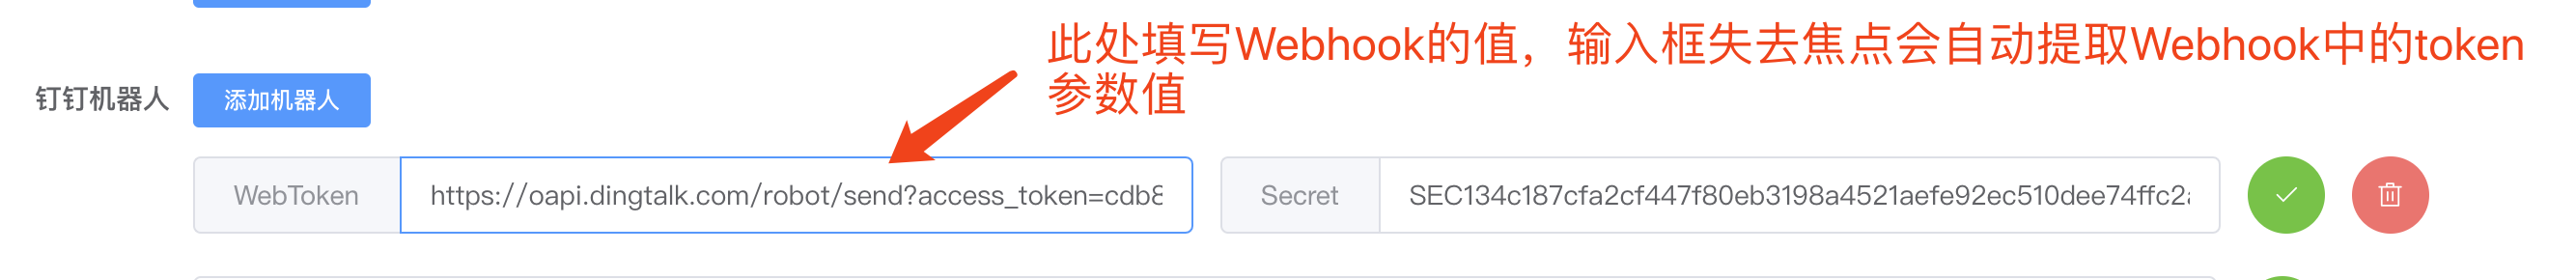 此处填写Webhook的值，输入框失去焦点会自动提取Webhook中的token
参数值
钉钉机器人
添加机器人
WebToken
https://oapi.dingtalk.com/robot/send?access_token=cdb8
Secret
SEC134c187cfa2cf447f80eb3198a4521aefe92ec510dee74ffc2